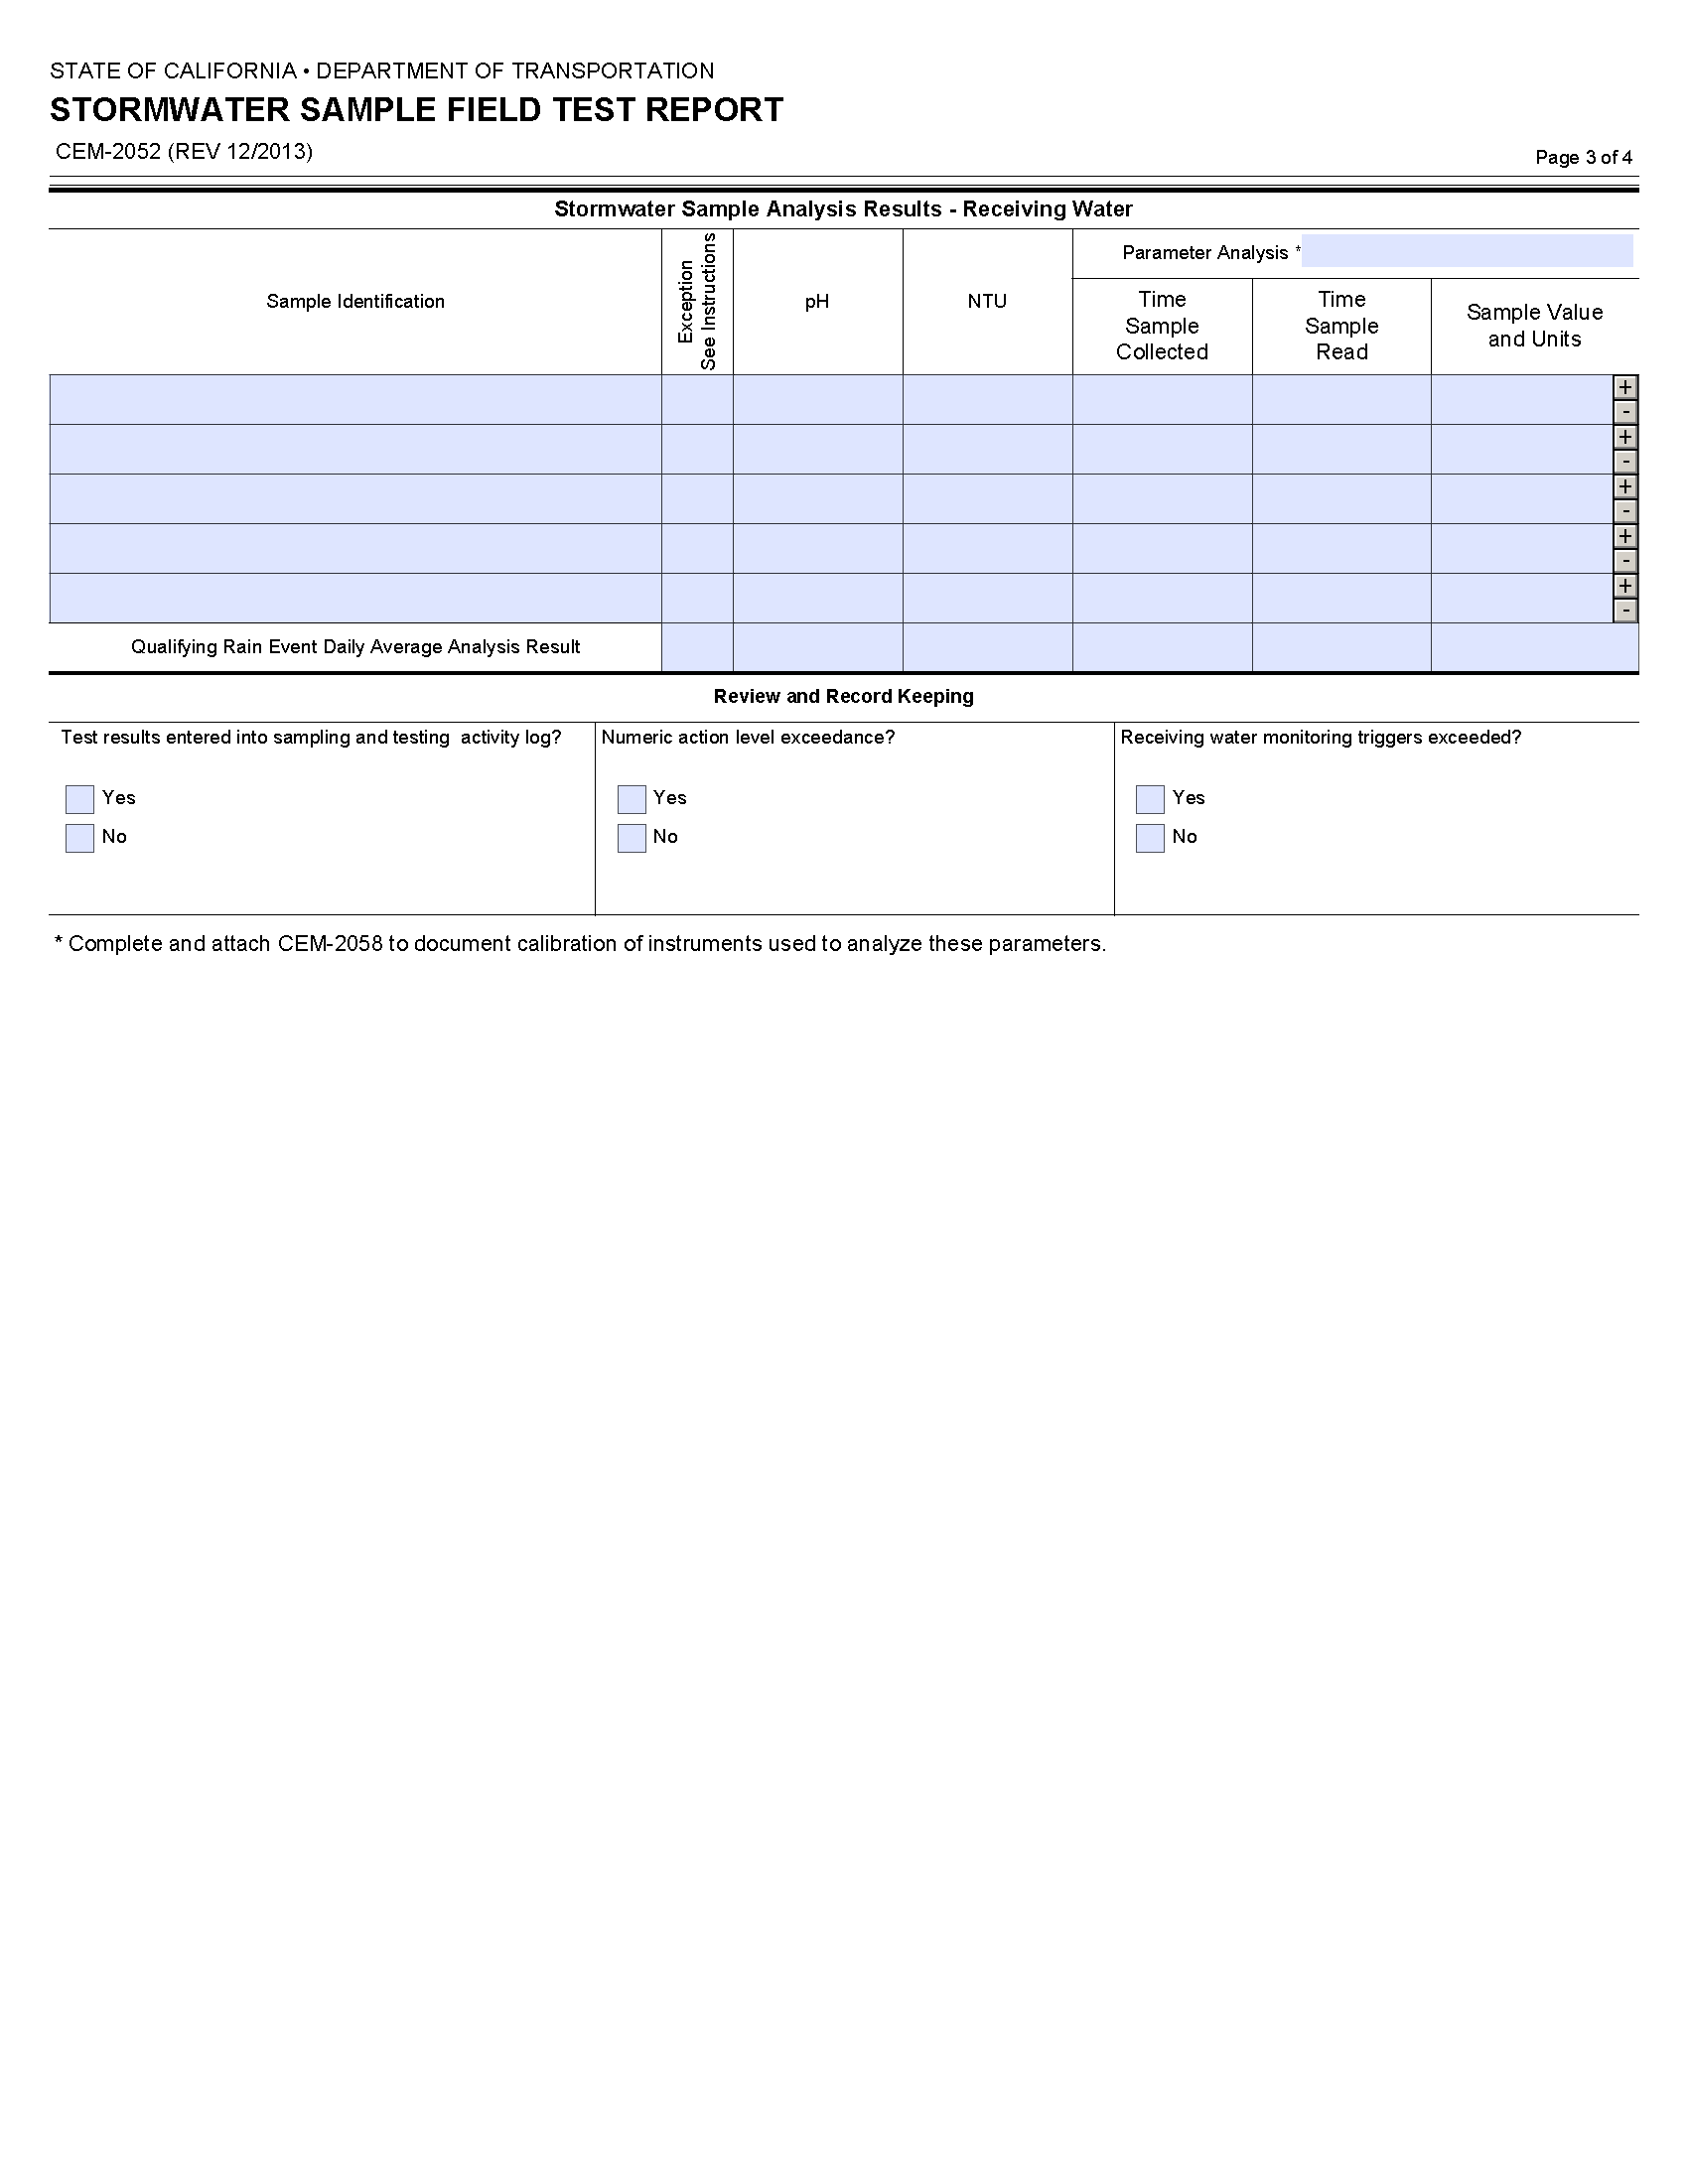 STATE OF CALIFORNIA • DEPARTMENT OF TRANSPORTATION
STORMWATER SAMPLE FIELD TEST REPORT
CEM-2052 (REV 12/2013)
Page 3 of 4
Stormwater Sample Analysis Results - Receiving Water
Sample Identification
Exception
See Instructions
pH
NTU
Parameter Analysis *
Time
Sample
Collected
Time
Sample
Read
Sample Value
and Units
+
-
+
-
+
-
+
-
+
-
Qualifying Rain Event Daily Average Analysis Result
Review and Record Keeping
Test results entered into sampling and testing  activity log?
Yes
No
Numeric action level exceedance?
Yes
No
Receiving water monitoring triggers exceeded?
Yes
No
* Complete and attach CEM-2058 to document calibration of instruments used to analyze these parameters.